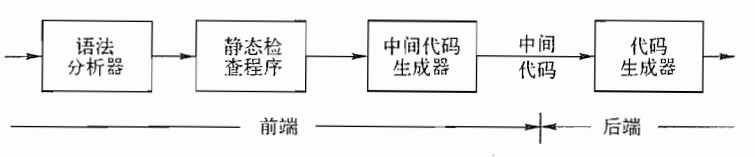 语法
分析器
静态检
查程序
中间代码
生成器
中间
代码
代码
生成器
前端
后端